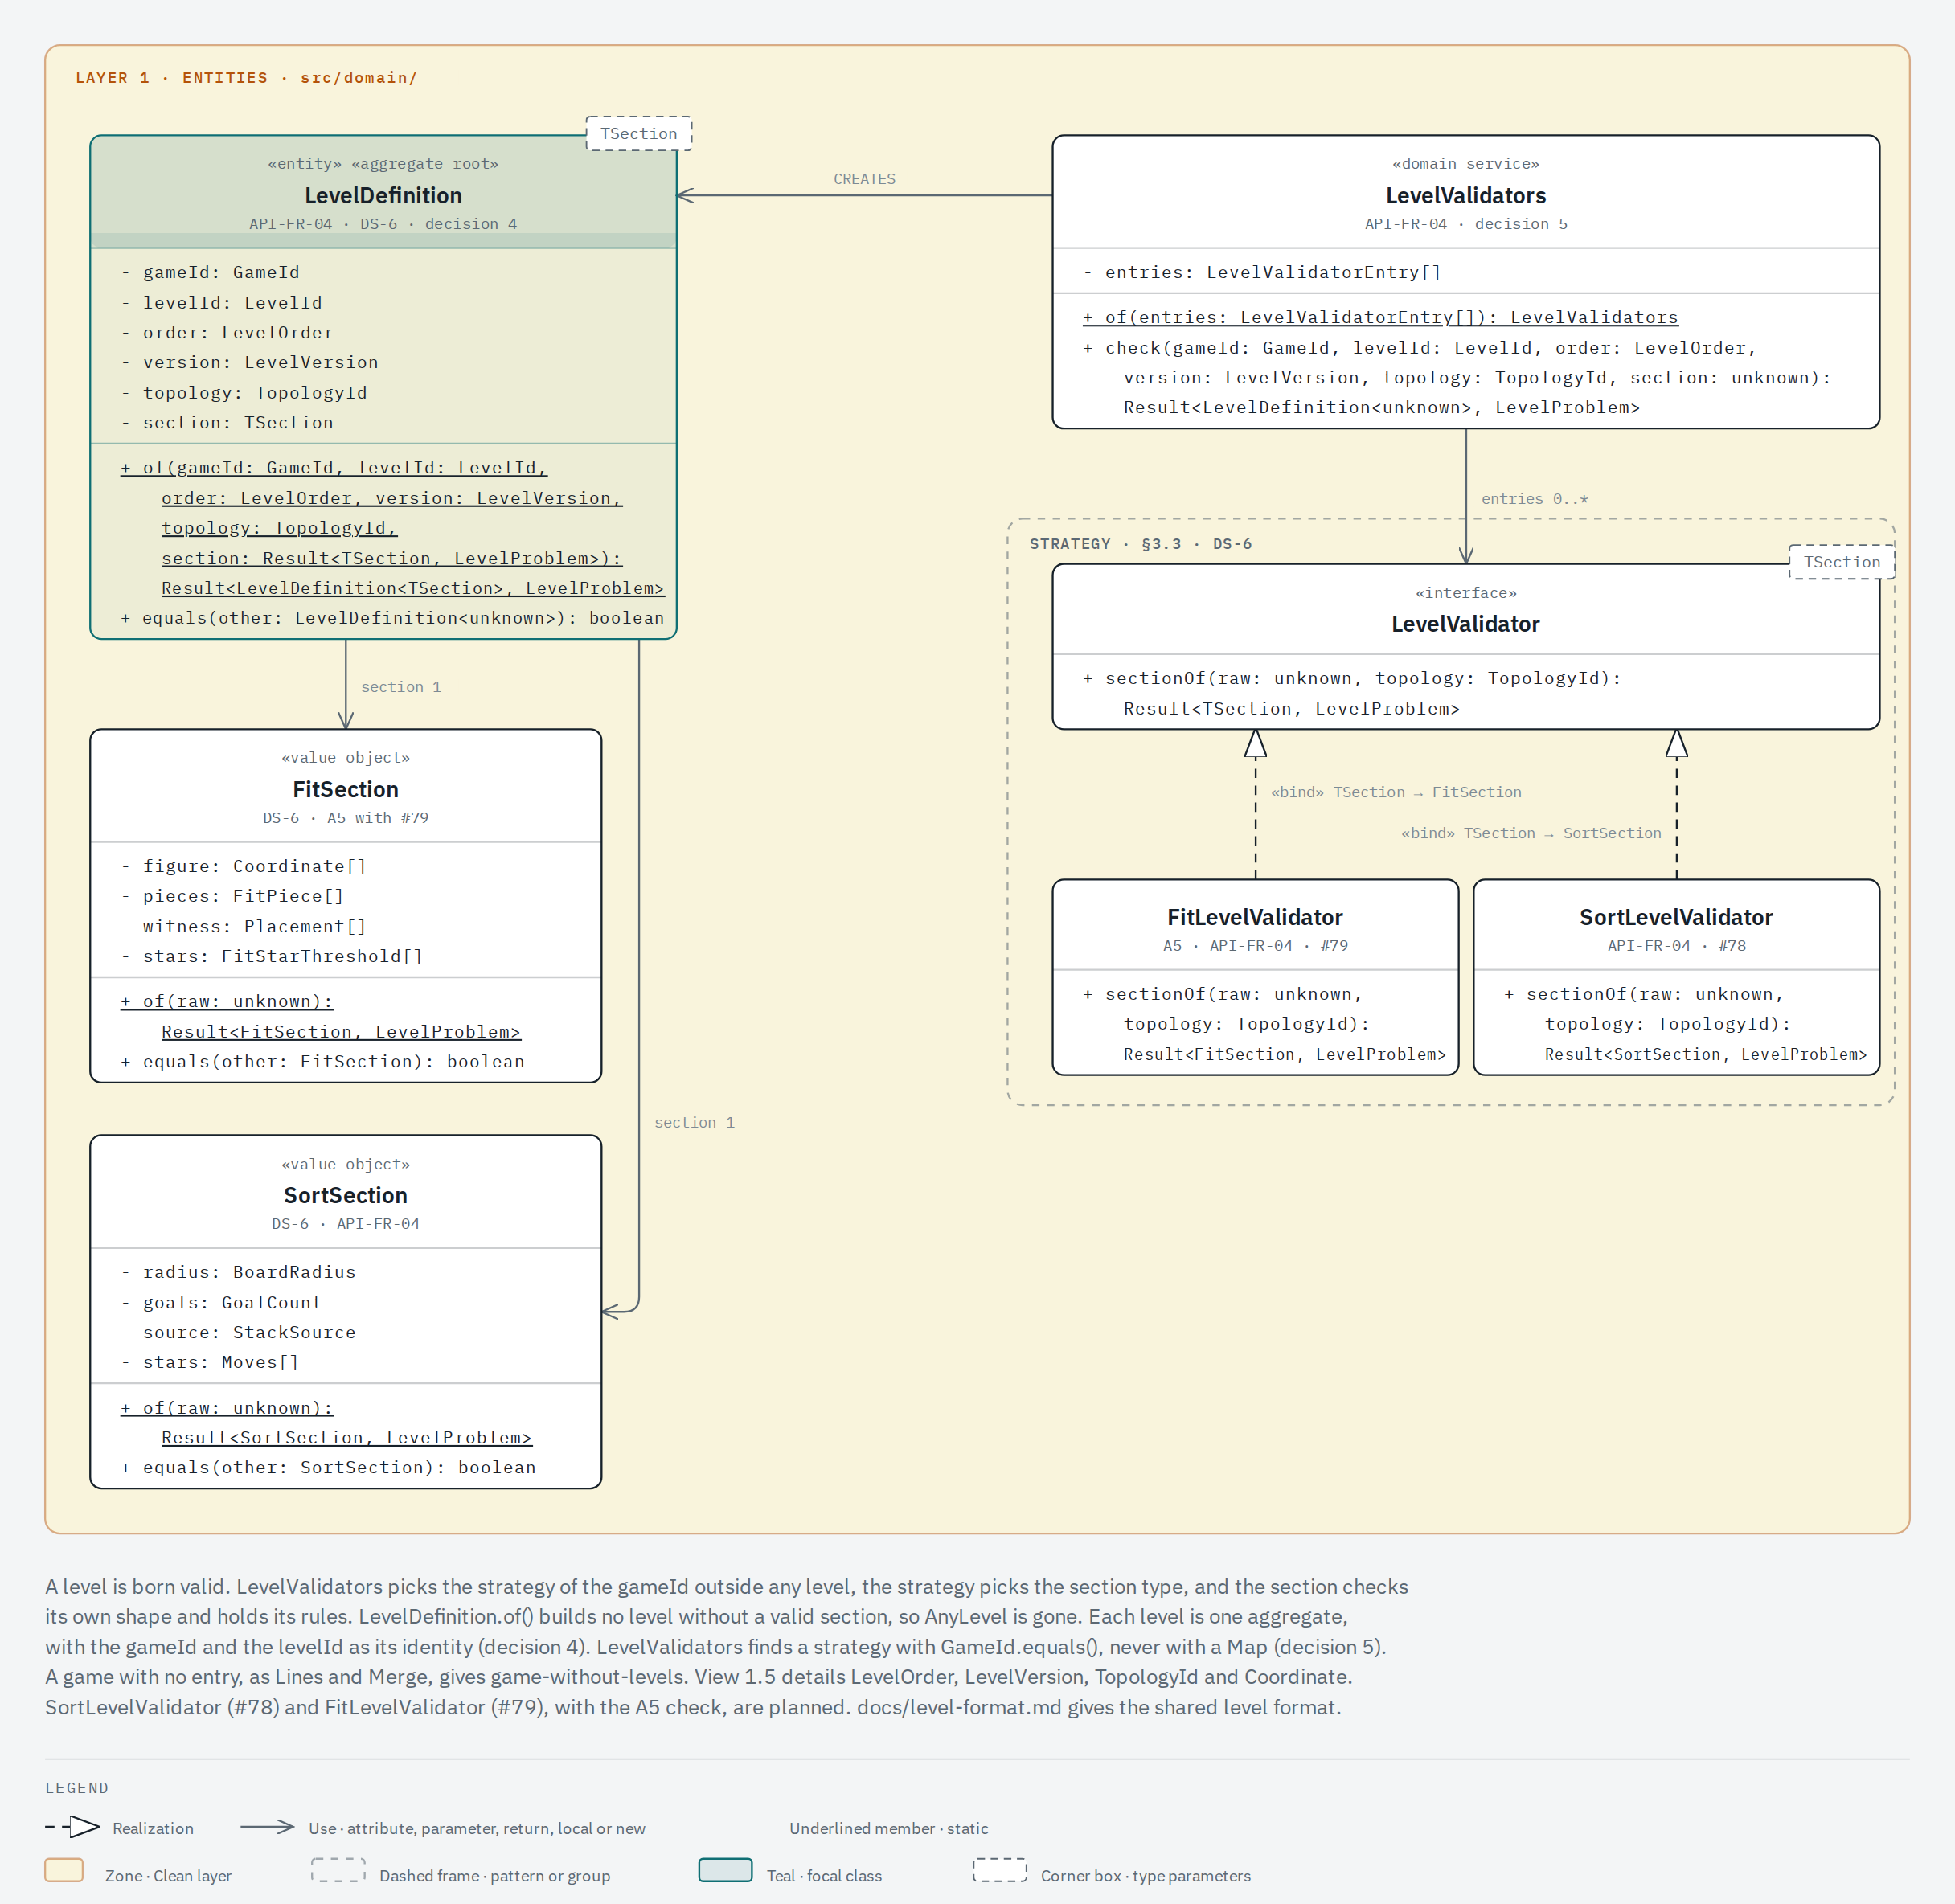 LAYER 1 · ENTITIES · src/domain/
TSection
«entity» «aggregate root»
LevelDefinition
API-FR-04 · DS-6 · decision 4
- gameId: GameId
- levelId: LevelId
- order: LevelOrder
- version: LevelVersion
- topology: TopologyId
- section: TSection
+ of(gameId: GameId, levelId: LevelId,
order: LevelOrder, version: LevelVersion,
topology: TopologyId,
section: Result<TSection, LevelProblem>):
Result<LevelDefinition<TSection>, LevelProblem>
+ equals(other: LevelDefinition<unknown>): boolean
CREATES
«domain service»
LevelValidators
API-FR-04 · decision 5
- entries: LevelValidatorEntry[]
+ of(entries: LevelValidatorEntry[]): LevelValidators
+ check(gameId: GameId, levelId: LevelId, order: LevelOrder,
version: LevelVersion, topology: TopologyId, section: unknown):
Result<LevelDefinition<unknown>, LevelProblem>
entries 0..*
STRATEGY · §3.3 · DS-6
TSection
«interface»
LevelValidator
+ sectionOf(raw: unknown, topology: TopologyId):
Result<TSection, LevelProblem>
«bind» TSection → FitSection
«bind» TSection → SortSection
FitLevelValidator
A5 · API-FR-04 · #79
+ sectionOf(raw: unknown,
topology: TopologyId):
Result<FitSection, LevelProblem>
SortLevelValidator
API-FR-04 · #78
+ sectionOf(raw: unknown,
topology: TopologyId):
Result<SortSection, LevelProblem>
section 1
«value object»
FitSection
DS-6 · A5 with #79
- figure: Coordinate[]
- pieces: FitPiece[]
- witness: Placement[]
- stars: FitStarThreshold[]
+ of(raw: unknown):
Result<FitSection, LevelProblem>
+ equals(other: FitSection): boolean
section 1
«value object»
SortSection
DS-6 · API-FR-04
- radius: BoardRadius
- goals: GoalCount
- source: StackSource
- stars: Moves[]
+ of(raw: unknown):
Result<SortSection, LevelProblem>
+ equals(other: SortSection): boolean
A level is born valid. LevelValidators picks the strategy of the gameId outside any level, the strategy picks the section type, and the section checks
its own shape and holds its rules. LevelDefinition.of() builds no level without a valid section, so AnyLevel is gone. Each level is one aggregate,
with the gameId and the levelId as its identity (decision 4). LevelValidators finds a strategy with GameId.equals(), never with a Map (decision 5).
A game with no entry, as Lines and Merge, gives game-without-levels. View 1.5 details LevelOrder, LevelVersion, TopologyId and Coordinate.
SortLevelValidator (#78) and FitLevelValidator (#79), with the A5 check, are planned. docs/level-format.md gives the shared level format.
LEGEND
Realization
Use · attribute, parameter, return, local or new
Underlined member · static
Zone · Clean layer
Dashed frame · pattern or group
Teal · focal class
Corner box · type parameters